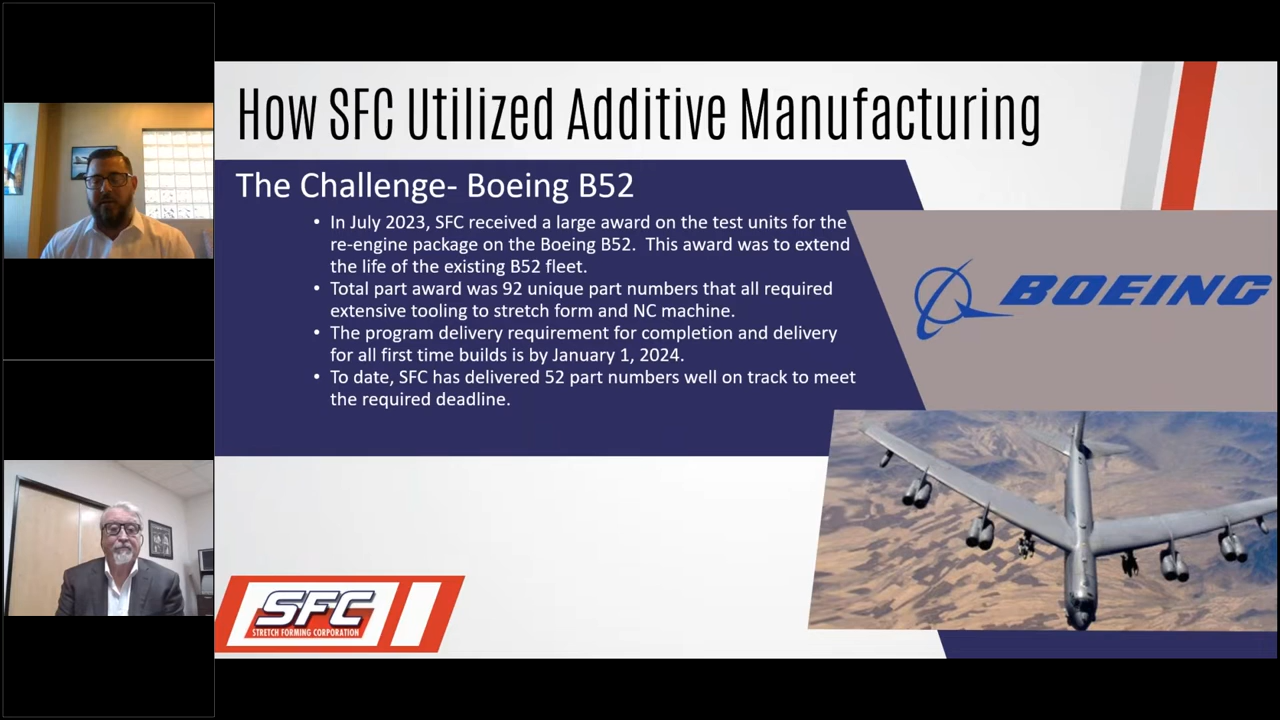 How SFC Utilized Additive Manufacturing
The Challenge- Boeing B52
• In July 2023, SFC received a large award on the test units for the
re-engine package on the Boeing B52.  This award was to extend
the life of the existing B52 fleet.
• Total part award was 92 unique part numbers that all required
extensive tooling to stretch form and NC machine.
• The program delivery requirement for completion and delivery
for all first time builds is by January 1, 2024.
• To date, SFC has delivered 52 part numbers well on track to meet
the required deadline.
BOEING
SFC
STRETCH FORMING CORPORATION